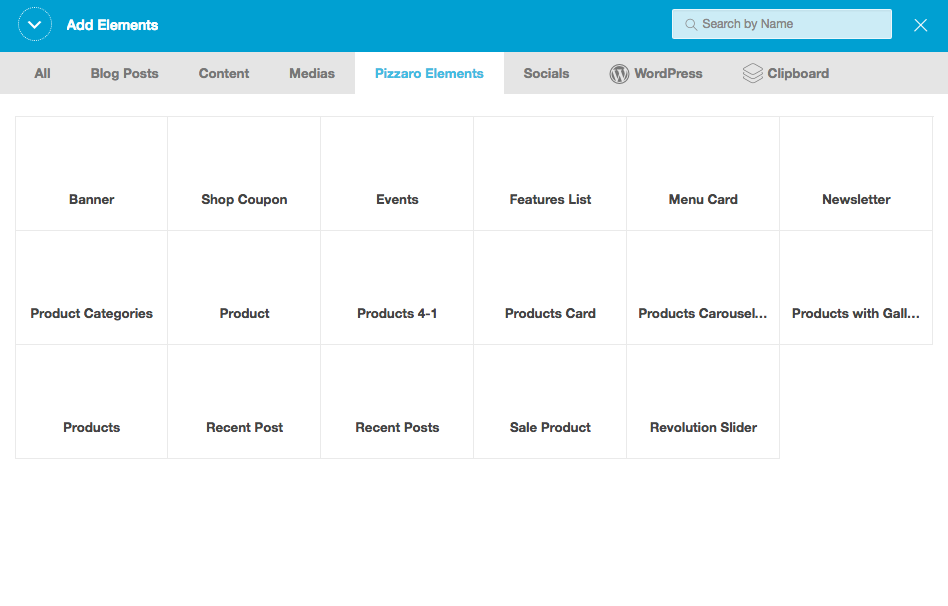 Add Elements
Search by Name
All Blog Posts Content Medias Pizzaro Elements Socials WordPress Clipboard
Banner Shop Coupon Events Features List Menu Card Newsletter
Product Categories Product Products 4-1 Products Card Products Carousel... Products with Gall...
Products Recent Post Recent Posts Sale Product Revolution Slider